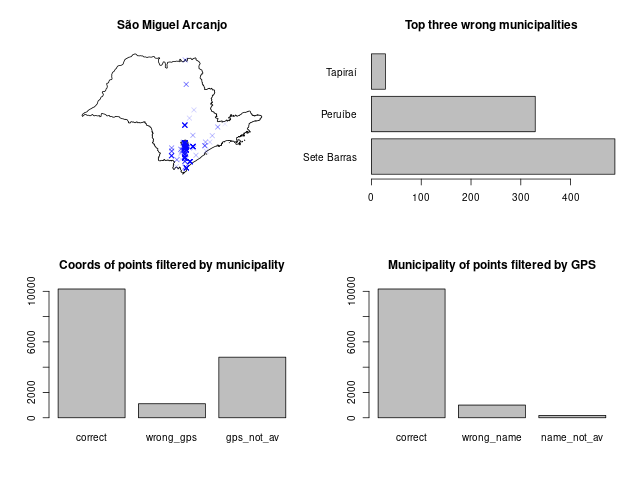 São Miguel Arcanjo
Top three wrong municipalities
Tapiraí
Peruíbe
Sete Barras
0 100 200 300 400
Coords of points filtered by municipality
10000
6000
2000
0
correct wrong_gps gps_not_av
Municipality of points filtered by GPS
10000
6000
2000
0
correct wrong_name name_not_av